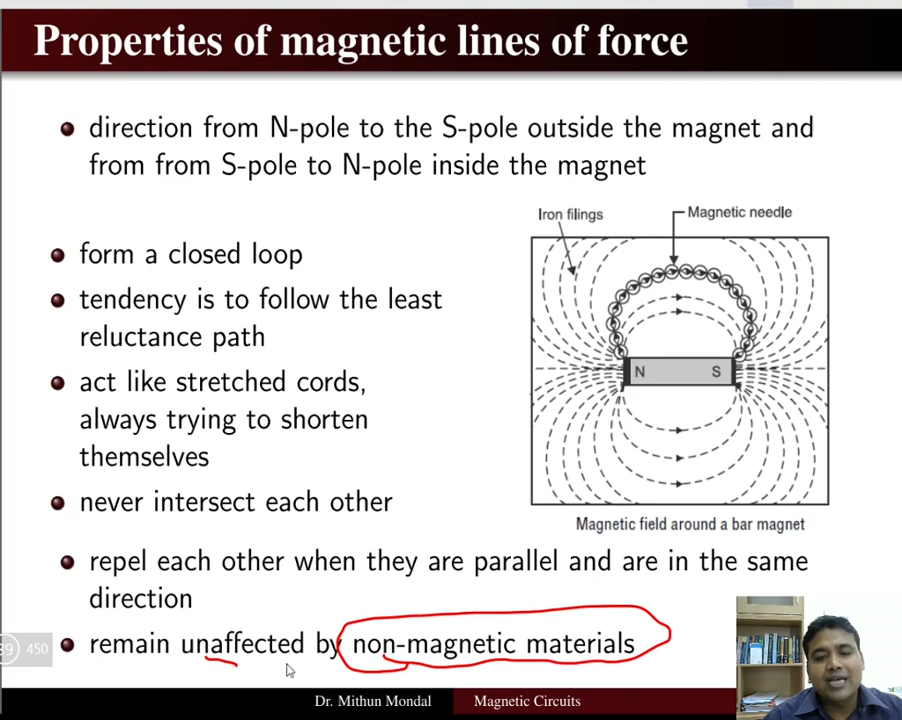 Properties of magnetic lines of force
direction from N-pole to the S-pole outside the magnet and
from from S-pole to N-pole inside the magnet
form a closed loop
tendency is to follow the least
reluctance path
act like stretched cords,
always trying to shorten
themselves
never intersect each other
Iron filings
Magnetic needle
N
S
Magnetic field around a bar magnet
repel each other when they are parallel and are in the same
direction
remain unaffected by non-magnetic materials
39 450
Dr. Mithun Mondal
Magnetic Circuits